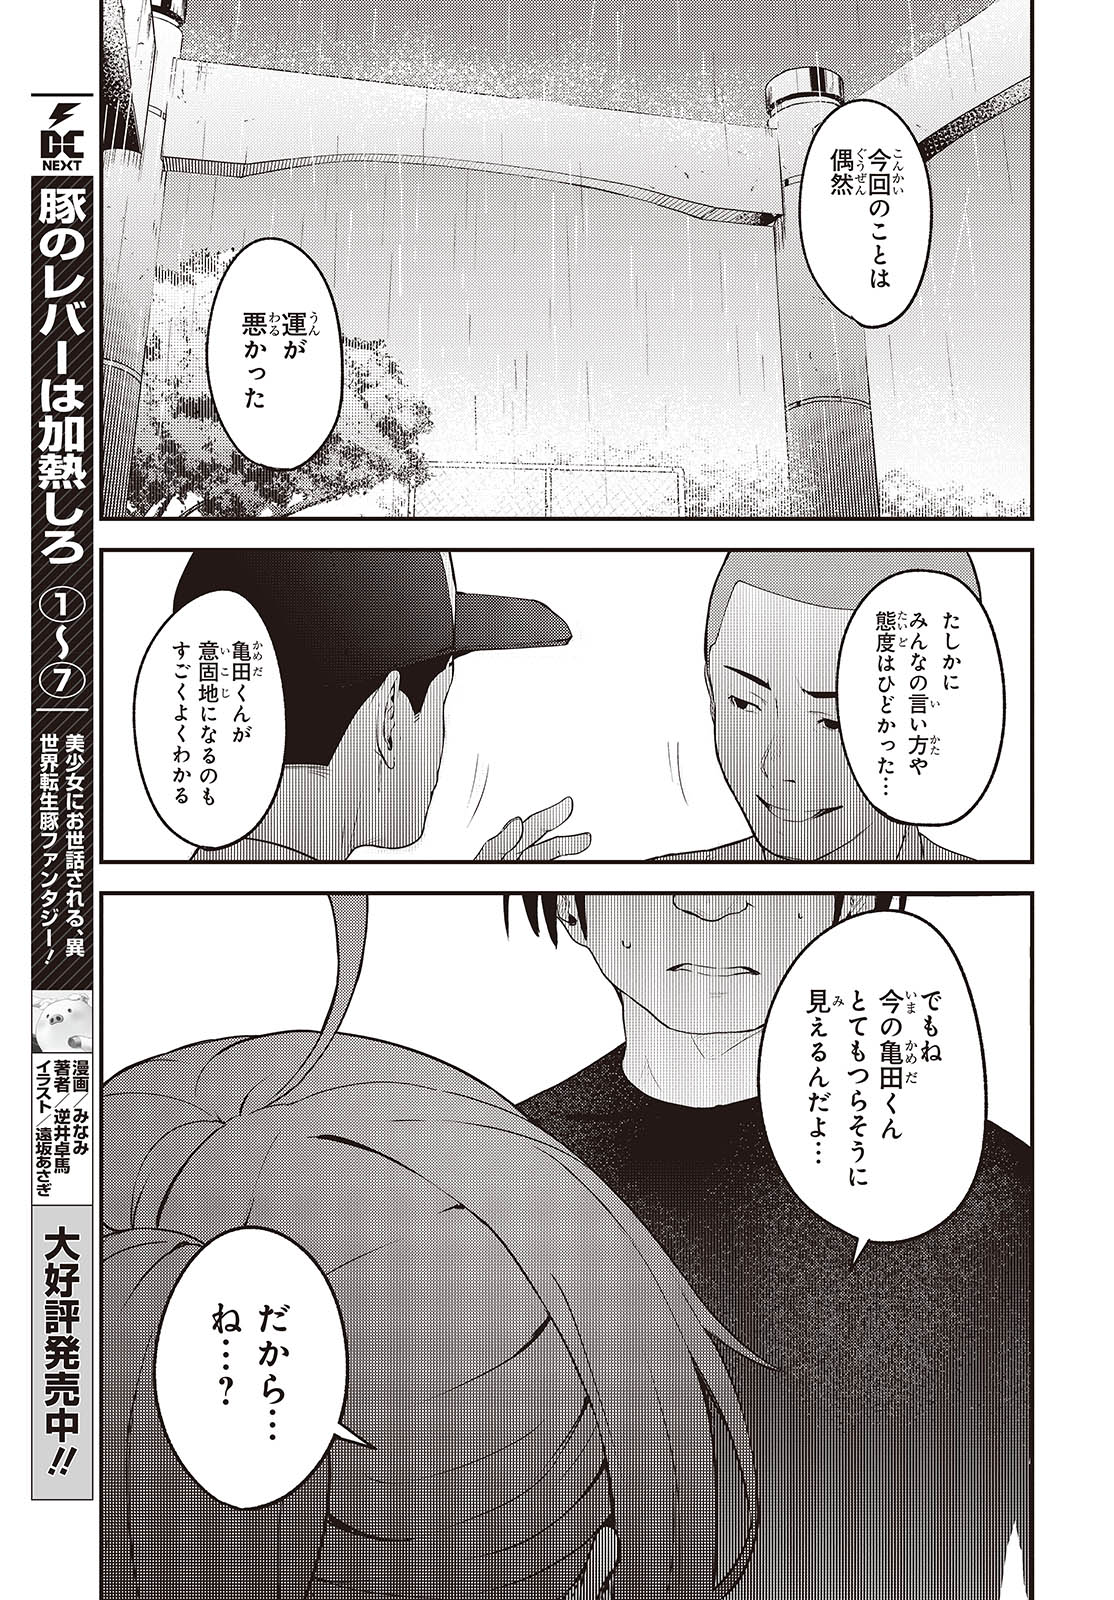 今回のことは
偶然
運が
悪かった
たしかに
みんなの言い方や
態度はひどかった…
亀田くんが
意固地になるのも
すごくよくわかる
でもね
今の亀田くん
とてもつらそうに
見えるんだよ…
だから…
ね…?
DC
NEXT
豚のレバーは加熱しろ ①〜⑦
美少女にお世話される、異
世界転生豚ファンタジー!
漫画/みなみ
著者/逆井卓馬
イラスト/遠坂あさぎ
大好評発売中!!